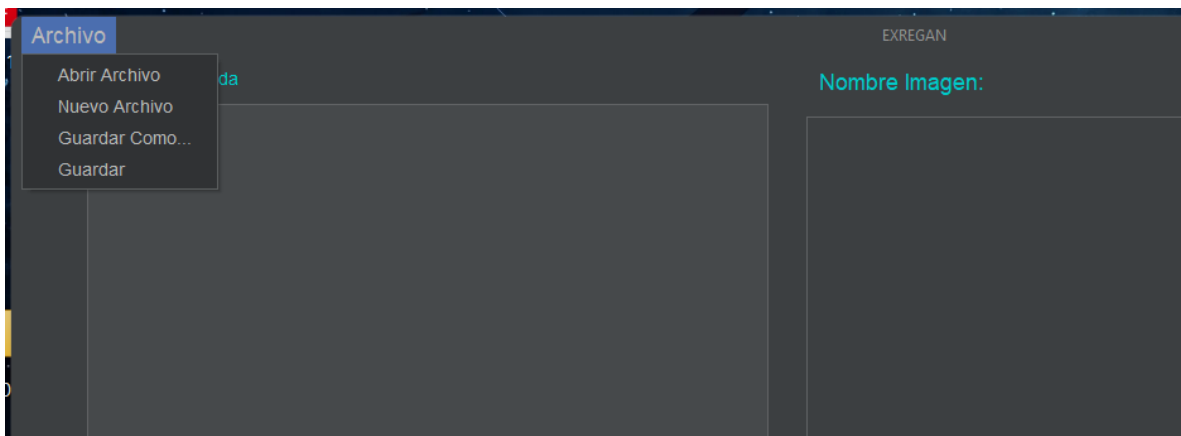 Archivo
EXREGAN
Abrir Archivo
da
Nombre Imagen:
Nuevo Archivo
Guardar Como...
Guardar